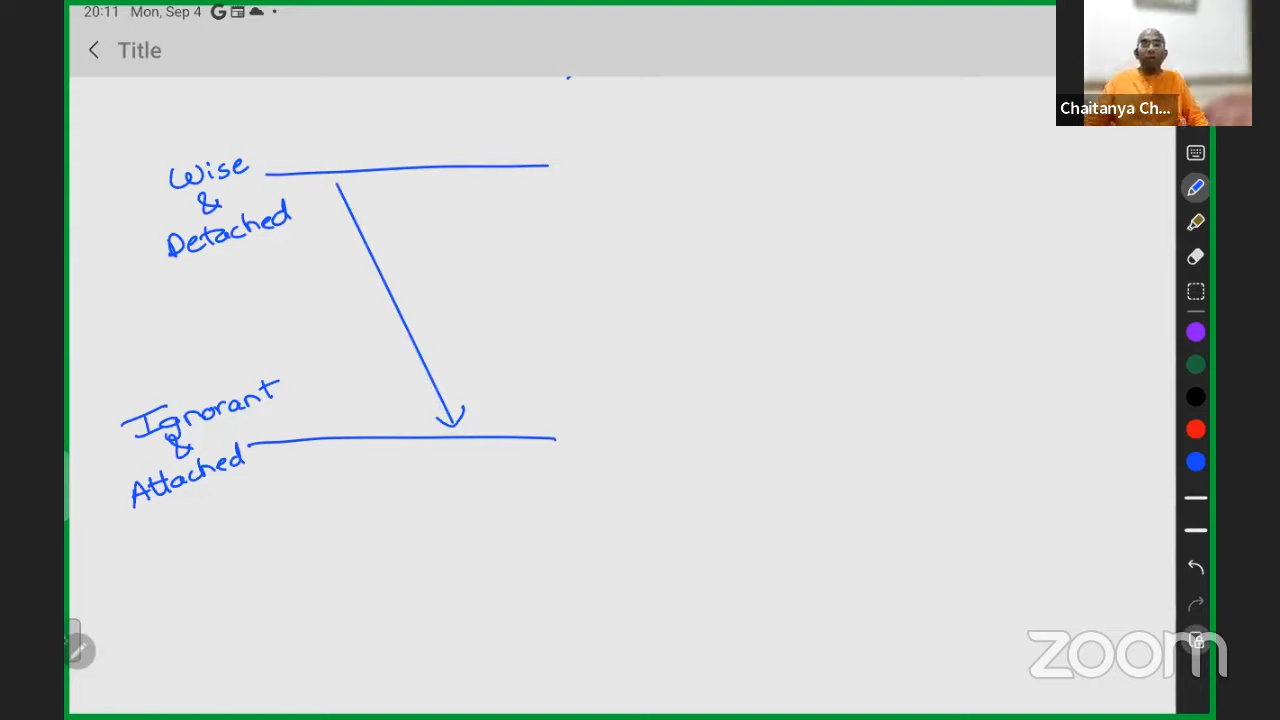 20:11 Mon, Sep 4 G
Title
Chaitanya Ch...
Wise
&
Detached
Ignorant
&
Attached
zoom